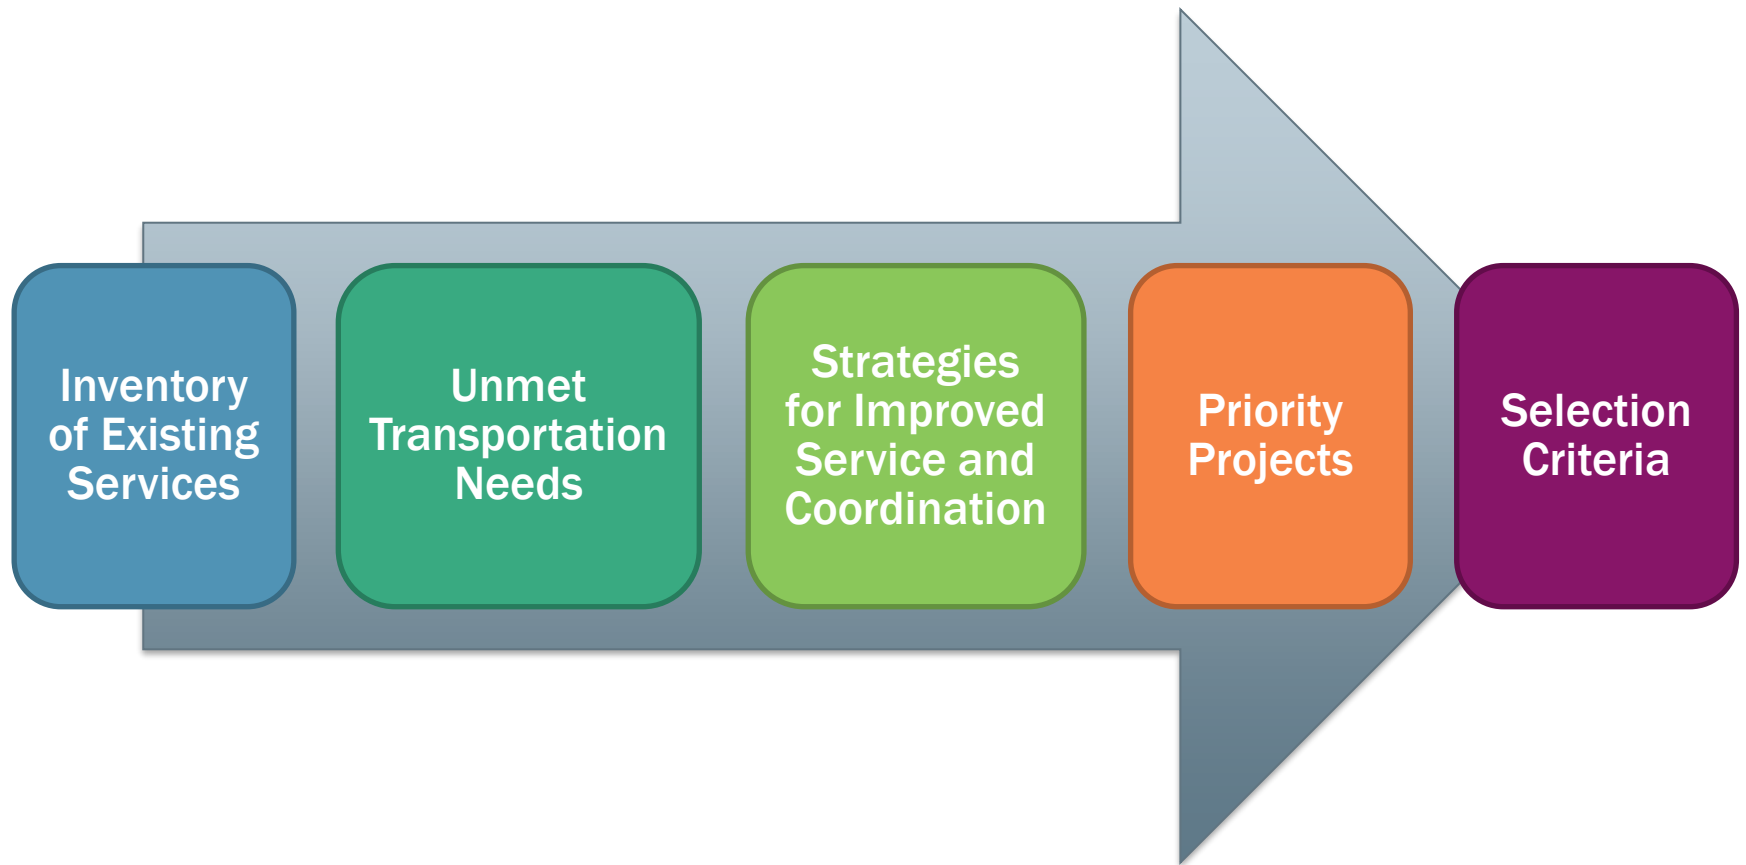 Inventory
of Existing
Services
Unmet
Transportation
Needs
Strategies
for Improved
Service and
Coordination
Priority
Projects
Selection
Criteria